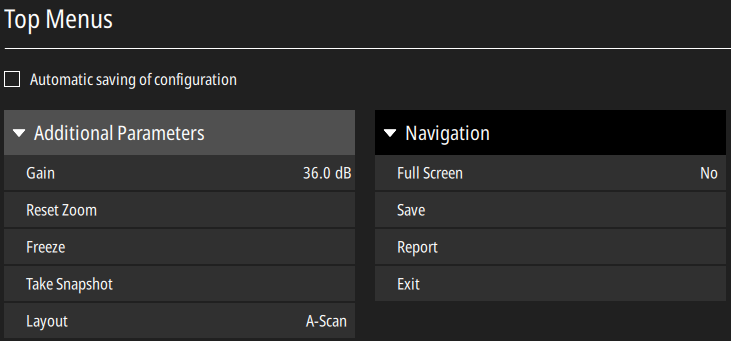 Top Menus
Automatic saving of configuration
Additional Parameters
Gain 36.0 dB
Reset Zoom
Freeze
Take Snapshot
Layout A-Scan
Navigation
Full Screen No
Save
Report
Exit